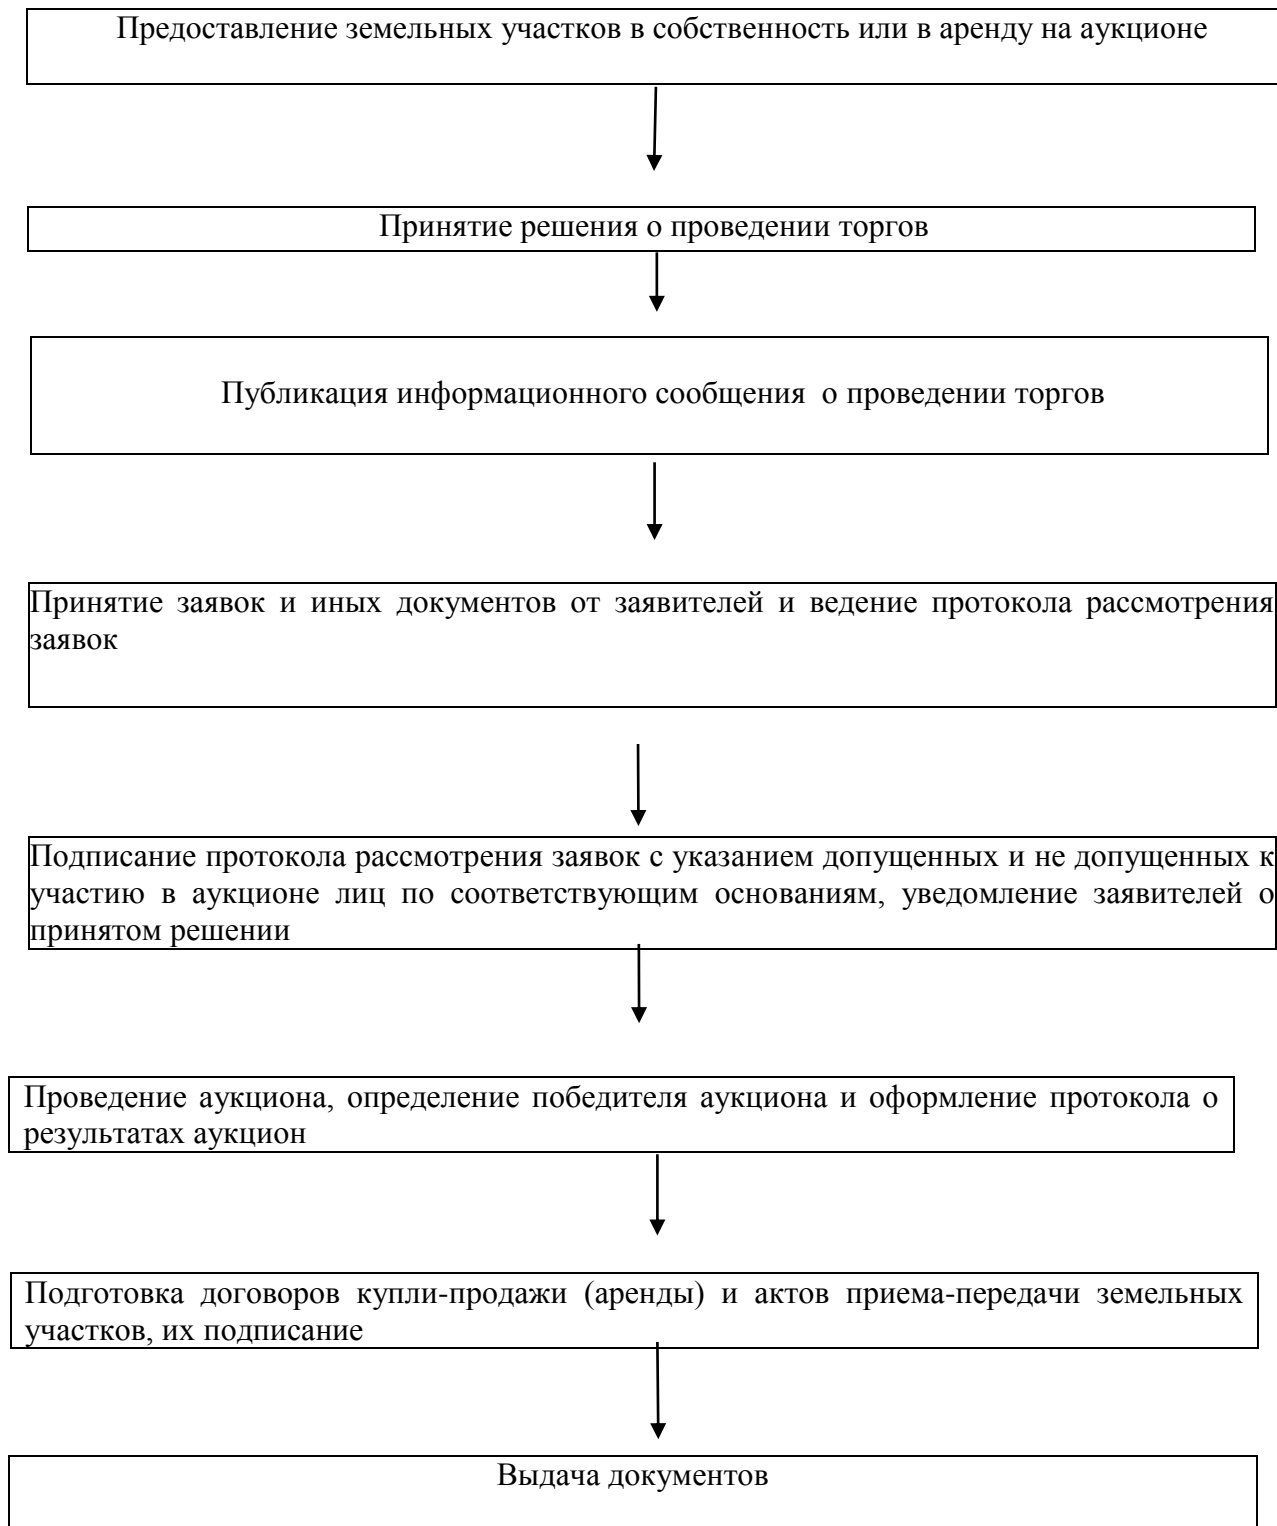 Предоставление земельных участков в собственность или в аренду на аукционе
Принятие решения о проведении торгов
Публикация информационного сообщения  о проведении торгов
Принятие заявок и иных документов от заявителей и ведение протокола рассмотрения
заявок
Подписание протокола рассмотрения заявок с указанием допущенных и не допущенных к
участию в аукционе лиц по соответствующим основаниям, уведомление заявителей о
принятом решении
Проведение аукциона, определение победителя аукциона и оформление протокола о
результатах аукцион
Подготовка договоров купли-продажи (аренды) и актов приема-передачи земельных
участков, их подписание
Выдача документов